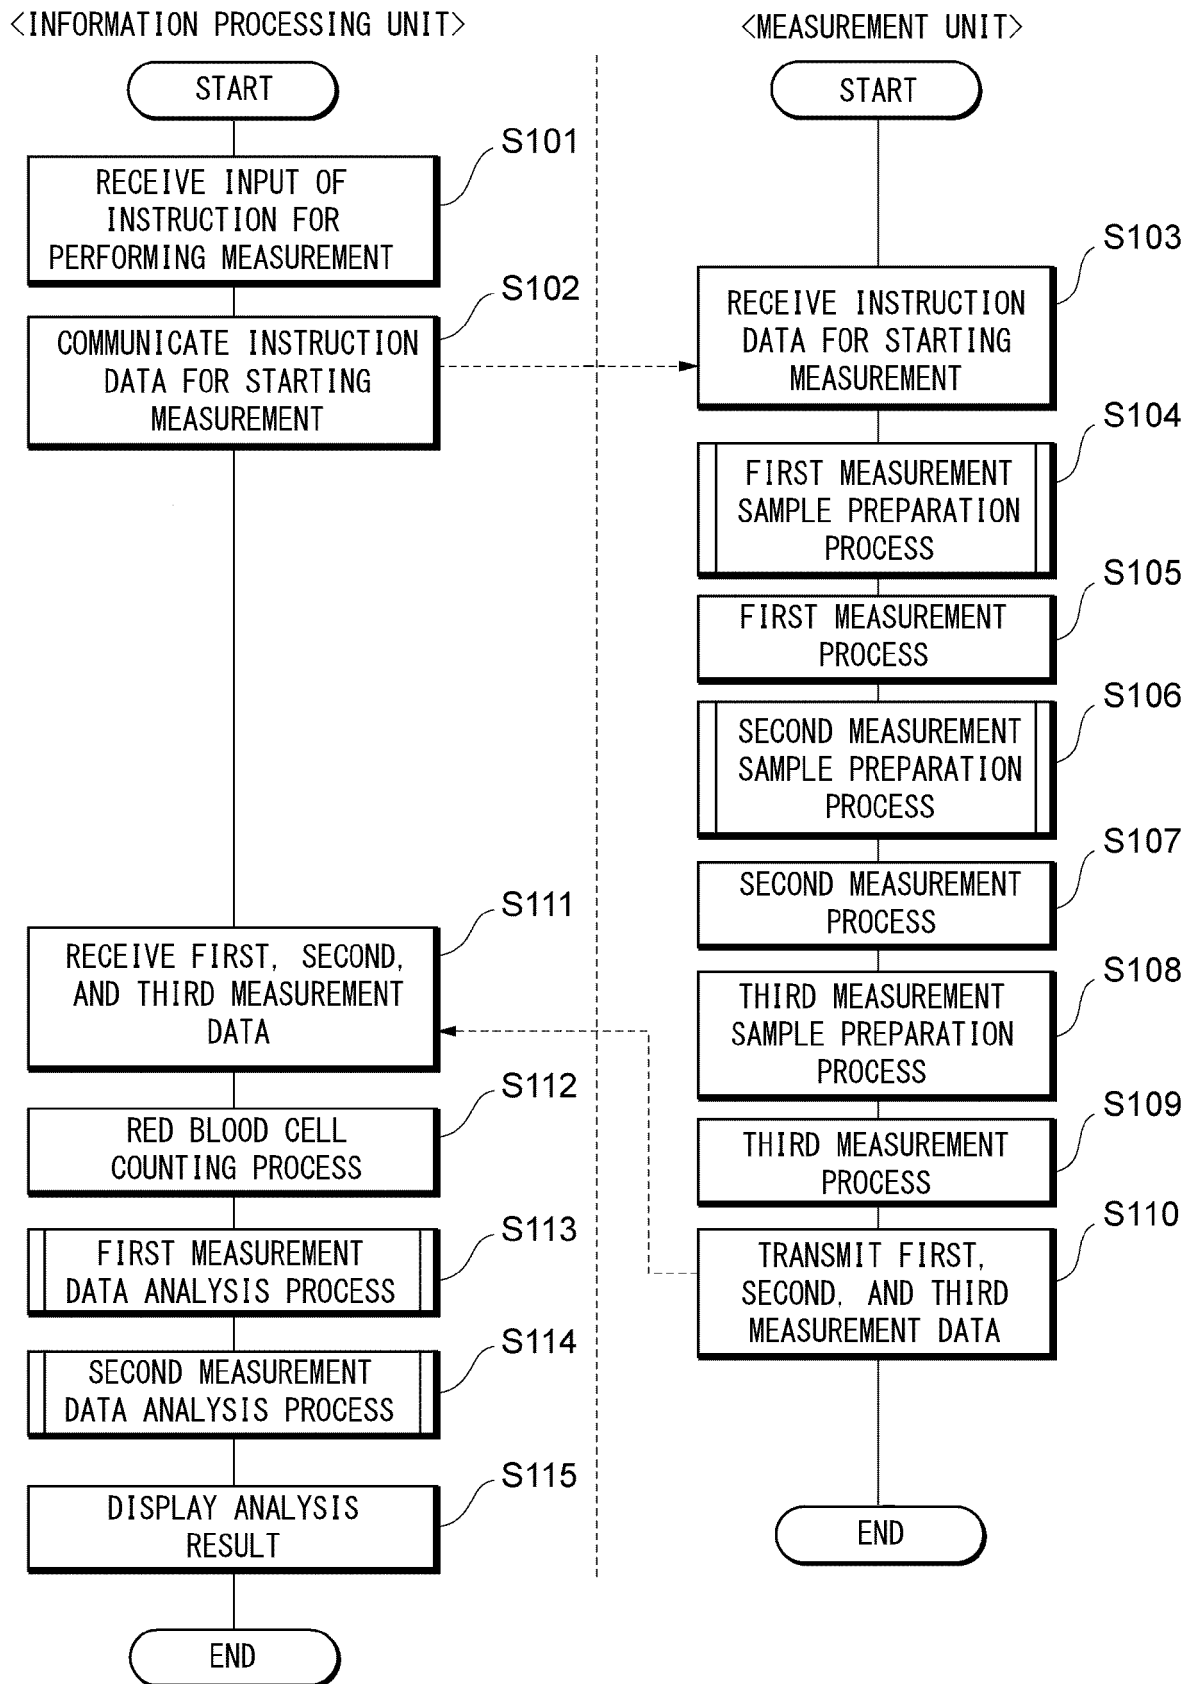 <INFORMATION PROCESSING UNIT>
START
S101
RECEIVE INPUT OF
INSTRUCTION FOR
PERFORMING MEASUREMENT
S102
COMMUNICATE INSTRUCTION
DATA FOR STARTING
MEASUREMENT
S111
RECEIVE FIRST, SECOND,
AND THIRD MEASUREMENT
DATA
S112
RED BLOOD CELL
COUNTING PROCESS
S113
FIRST MEASUREMENT
DATA ANALYSIS PROCESS
S114
SECOND MEASUREMENT
DATA ANALYSIS PROCESS
S115
DISPLAY ANALYSIS
RESULT
END
<MEASUREMENT UNIT>
START
S103
RECEIVE INSTRUCTION
DATA FOR STARTING
MEASUREMENT
S104
FIRST MEASUREMENT
SAMPLE PREPARATION
PROCESS
S105
FIRST MEASUREMENT
PROCESS
S106
SECOND MEASUREMENT
SAMPLE PREPARATION
PROCESS
S107
SECOND MEASUREMENT
PROCESS
S108
THIRD MEASUREMENT
SAMPLE PREPARATION
PROCESS
S109
THIRD MEASUREMENT
PROCESS
S110
TRANSMIT FIRST,
SECOND, AND THIRD
MEASUREMENT DATA
END